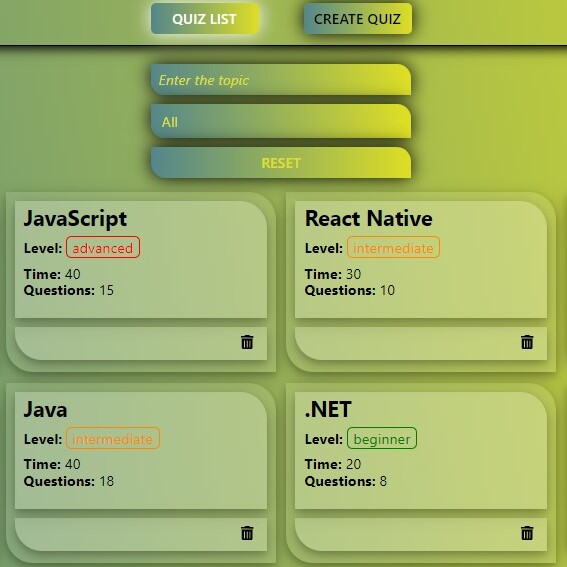 QUIZ LIST CREATE QUIZ
Enter the topic
All
RESET
JavaScript
Level: advanced
Time: 40
Questions: 15
React Native
Level: intermediate
Time: 30
Questions: 10
Java
Level: intermediate
Time: 40
Questions: 18
.NET
Level: beginner
Time: 20
Questions: 8